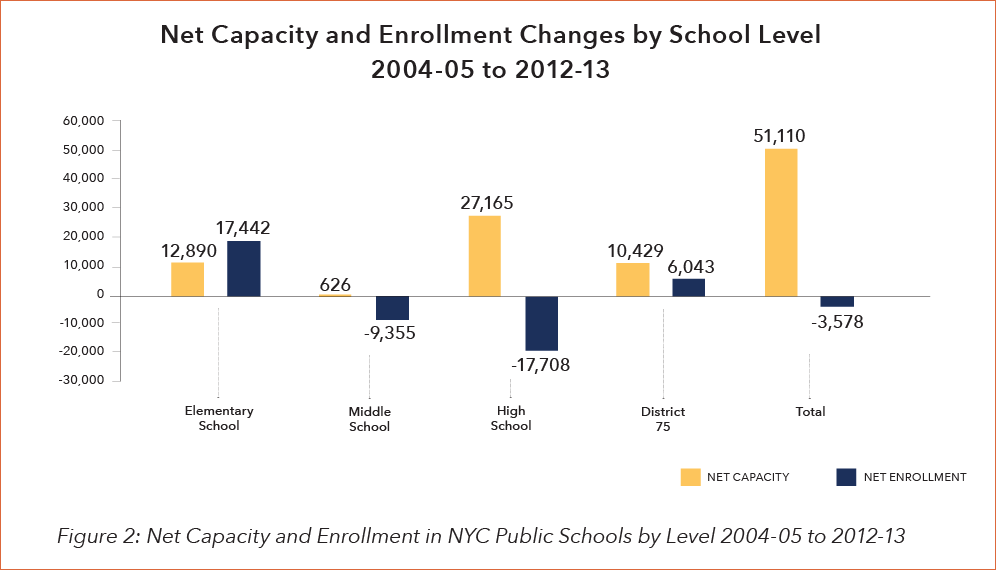 Net Capacity and Enrollment Changes by School Level
2004-05 to 2012-13
60,000
50,000
40,000
30,000
20,000
10,000
0
-10,000
-20,000
-30,000
12,890
17,442
626
-9,355
27,165
-17,708
10,429
6,043
51,110
-3,578
Elementary
School
Middle
School
High
School
District
75
Total
NET CAPACITY
NET ENROLLMENT
Figure 2: Net Capacity and Enrollment in NYC Public Schools by Level 2004-05 to 2012-13